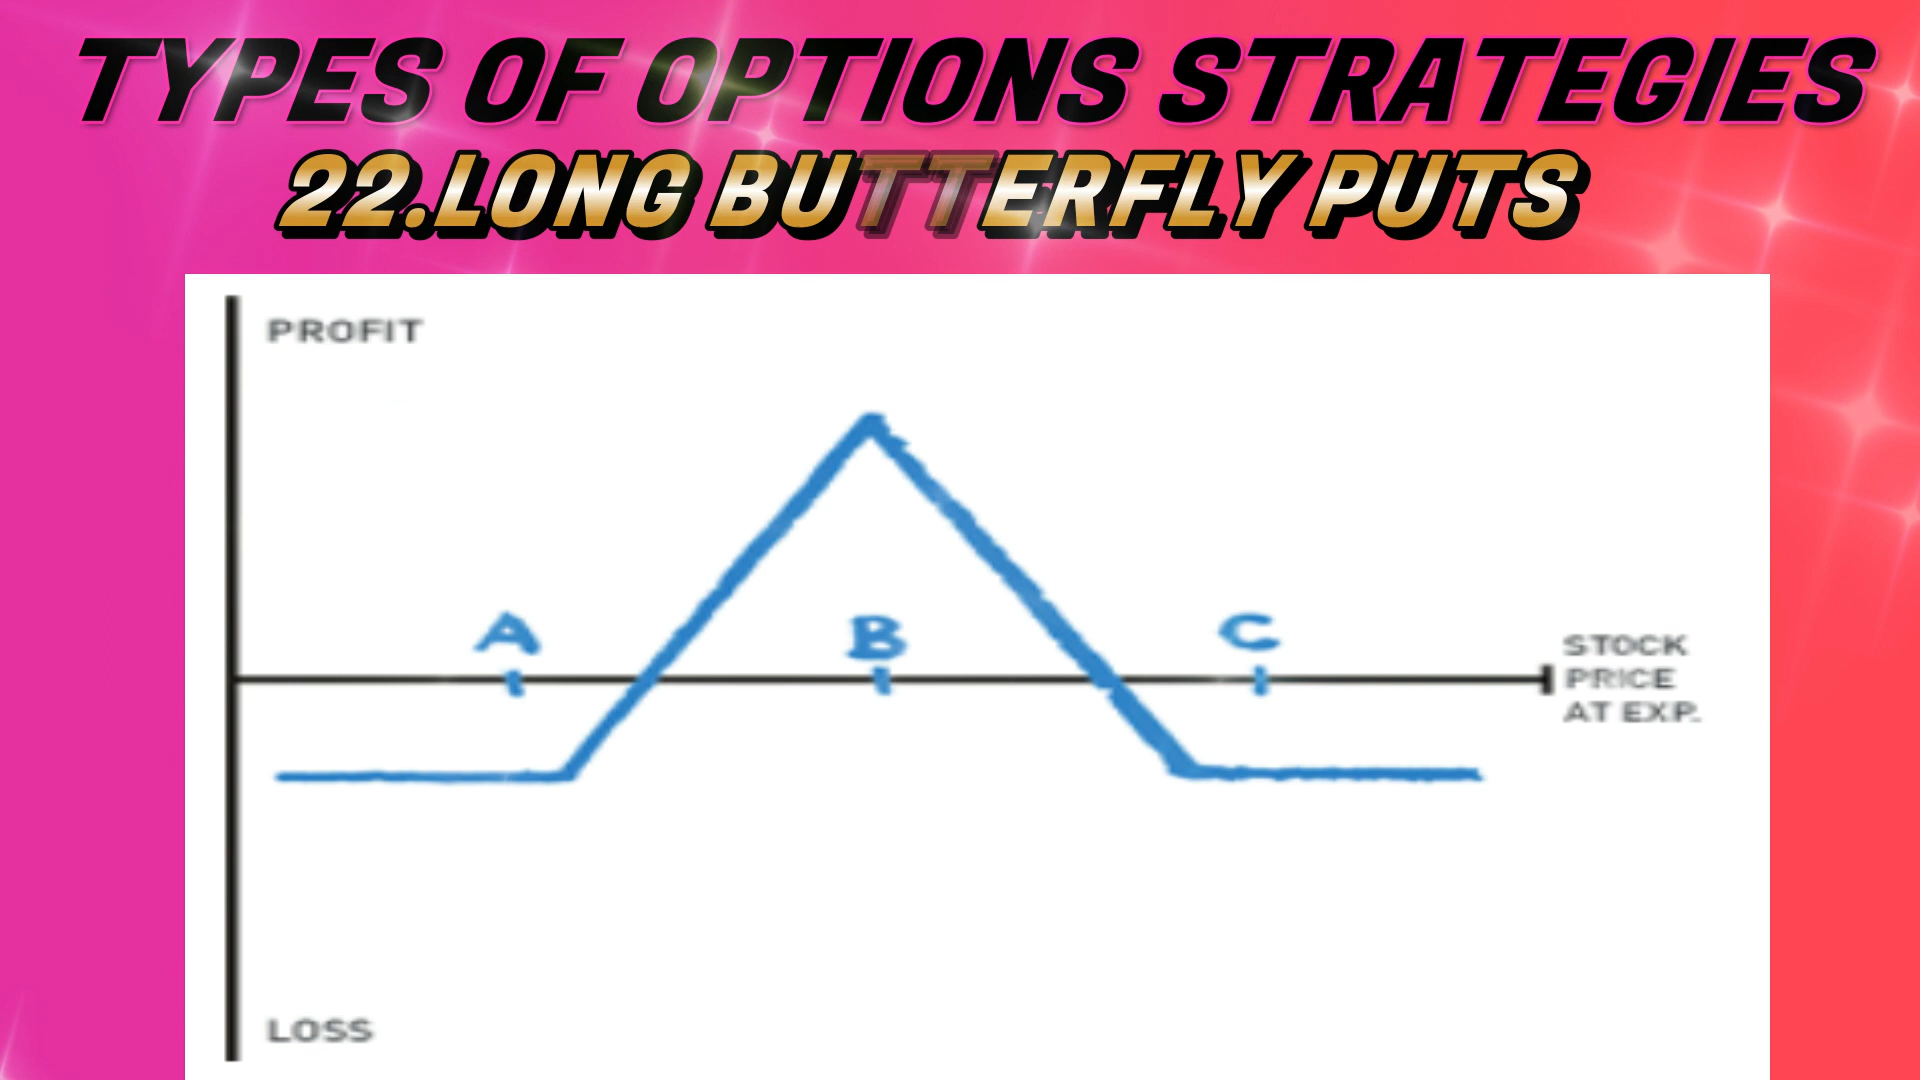 TYPES OF OPTIONS STRATEGIES
22.LONG BUTTERFLY PUTS
PROFIT
A B C
STOCK
PRICE
AT EXP.
LOSS